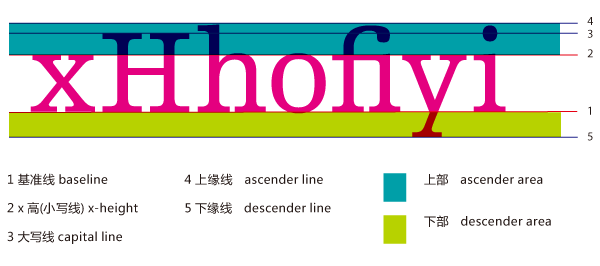 4
3
2
xHhofiyi
1
5
1 基准线 baseline
2 x 高(小写线) x-height
3 大写线 capital line
4 上缘线 ascender line
5 下缘线 descender line
上部 ascender area
下部 descender area